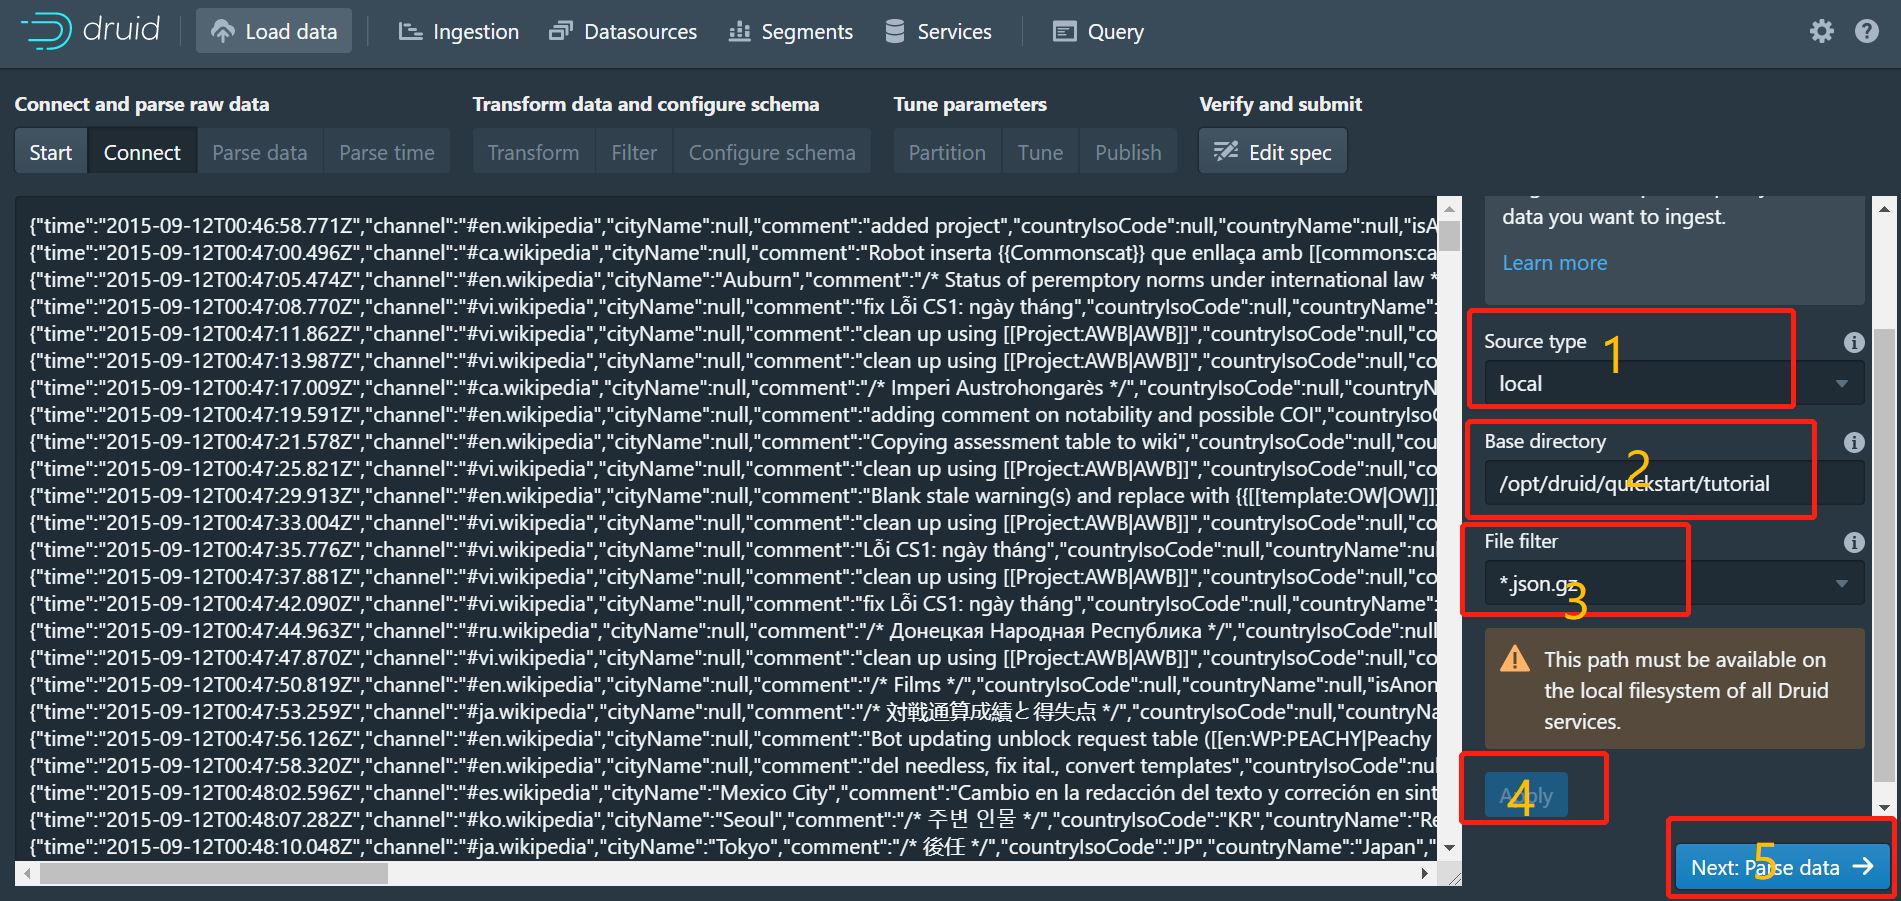 druid Load data Ingestion Datasources Segments Services Query
Connect and parse raw data Transform data and configure schema Tune parameters Verify and submit
Start Connect Parse data Parse time Transform Filter Configure schema Partition Tune Publish Edit spec
{"time":"2015-09-12T00:46:58.771Z","channel":"#en.wikipedia","cityName":null,"comment":"added project","countryIsoCode":null,"countryName":null,"isA
{"time":"2015-09-12T00:47:00.496Z","channel":"#ca.wikipedia","cityName":null,"comment":"Robot inserta {{Commonscat}} que enllaça amb [[commons:ca
{"time":"2015-09-12T00:47:05.474Z","channel":"#en.wikipedia","cityName":"Auburn","comment":"/* Status of peremptory norms under international law *
{"time":"2015-09-12T00:47:08.770Z","channel":"#vi.wikipedia","cityName":null,"comment":"fix Lỗi CS1: ngày tháng","countryIsoCode":null,"countryName":
{"time":"2015-09-12T00:47:11.862Z","channel":"#vi.wikipedia","cityName":null,"comment":"clean up using [[Project:AWB|AWB]]","countryIsoCode":null,"co
{"time":"2015-09-12T00:47:13.987Z","channel":"#vi.wikipedia","cityName":null,"comment":"clean up using [[Project:AWB|AWB]]","countryIsoCode":null,"co
{"time":"2015-09-12T00:47:17.009Z","channel":"#ca.wikipedia","cityName":null,"comment":"/* Imperi Austrohongarès */","countryIsoCode":null,"countryN
{"time":"2015-09-12T00:47:19.591Z","channel":"#en.wikipedia","cityName":null,"comment":"adding comment on notability and possible COI","countryIsoC
{"time":"2015-09-12T00:47:21.578Z","channel":"#en.wikipedia","cityName":null,"comment":"Copying assessment table to wiki","countryIsoCode":null,"cou
{"time":"2015-09-12T00:47:25.821Z","channel":"#vi.wikipedia","cityName":null,"comment":"clean up using [[Project:AWB|AWB]]","countryIsoCode":null,"co
{"time":"2015-09-12T00:47:29.913Z","channel":"#en.wikipedia","cityName":null,"comment":"Blank stale warning(s) and replace with {{[[template:OW|OW]]
{"time":"2015-09-12T00:47:33.004Z","channel":"#vi.wikipedia","cityName":null,"comment":"clean up using [[Project:AWB|AWB]]","countryIsoCode":null,"co
{"time":"2015-09-12T00:47:35.776Z","channel":"#vi.wikipedia","cityName":null,"comment":"Lỗi CS1: ngày tháng","countryIsoCode":null,"countryName":null
{"time":"2015-09-12T00:47:37.881Z","channel":"#vi.wikipedia","cityName":null,"comment":"clean up using [[Project:AWB|AWB]]","countryIsoCode":null,"co
{"time":"2015-09-12T00:47:42.090Z","channel":"#vi.wikipedia","cityName":null,"comment":"fix Lỗi CS1: ngày tháng","countryIsoCode":null,"countryName":
{"time":"2015-09-12T00:47:44.963Z","channel":"#ru.wikipedia","cityName":null,"comment":"/* Донецкая Народная Республика */","countryIsoCode":null
{"time":"2015-09-12T00:47:47.870Z","channel":"#vi.wikipedia","cityName":null,"comment":"clean up using [[Project:AWB|AWB]]","countryIsoCode":null,"co
{"time":"2015-09-12T00:47:50.819Z","channel":"#en.wikipedia","cityName":null,"comment":"/* Films */","countryIsoCode":null,"countryName":null,"isAnon
{"time":"2015-09-12T00:47:53.259Z","channel":"#ja.wikipedia","cityName":null,"comment":"/* 対戦通算成績と得失点 */","countryIsoCode":null,"countryNa
{"time":"2015-09-12T00:47:56.126Z","channel":"#en.wikipedia","cityName":null,"comment":"Bot updating unblock request table ([[en:WP:PEACHY|Peachy
{"time":"2015-09-12T00:47:58.320Z","channel":"#en.wikipedia","cityName":null,"comment":"del needless, fix ital., convert templates","countryIsoCode":nul
{"time":"2015-09-12T00:48:02.596Z","channel":"#es.wikipedia","cityName":"Mexico City","comment":"Cambio en la redacción del texto y correción en sint
{"time":"2015-09-12T00:48:07.282Z","channel":"#ko.wikipedia","cityName":"Seoul","comment":"/* 주변 인물 */","countryIsoCode":"KR","countryName":"Re
{"time":"2015-09-12T00:48:10.048Z","channel":"#ja.wikipedia","cityName":"Tokyo","comment":"/* 後任 */","countryIsoCode":"JP","countryName":"Japan","
data you want to ingest.
Learn more
Source type 1
local
Base directory
2
/opt/druid/quickstart/tutorial
File filter
*.json.gz
3
This path must be available on
the local filesystem of all Druid
services.
Apply
4
Next: Parse data
5